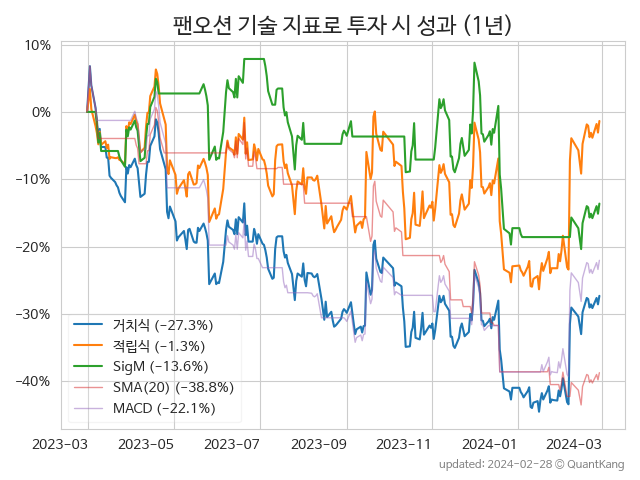 팬오션 기술 지표로 투자 시 성과 (1년)
10%
0%
−10%
−20%
−30%
−40%
거치식 (−27.3%)
적립식 (−1.3%)
SigM (−13.6%)
SMA(20) (−38.8%)
MACD (−22.1%)
2023-03 2023-05 2023-07 2023-09 2023-11 2024-01 2024-03
updated: 2024-02-28 ⓒ QuantKang